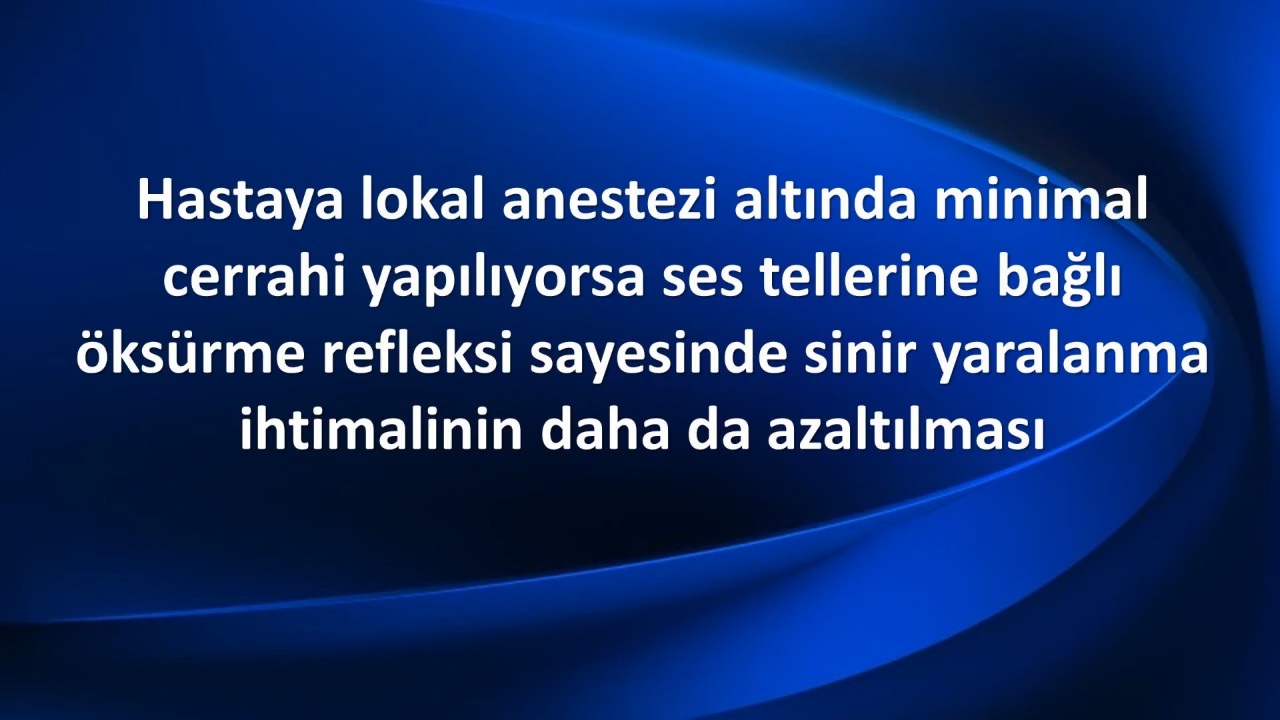 Hastaya lokal anestezi altında minimal
cerrahi yapılıyorsa ses tellerine bağlı
öksürme refleksi sayesinde sinir yaralanma
ihtimalinin daha da azaltılması